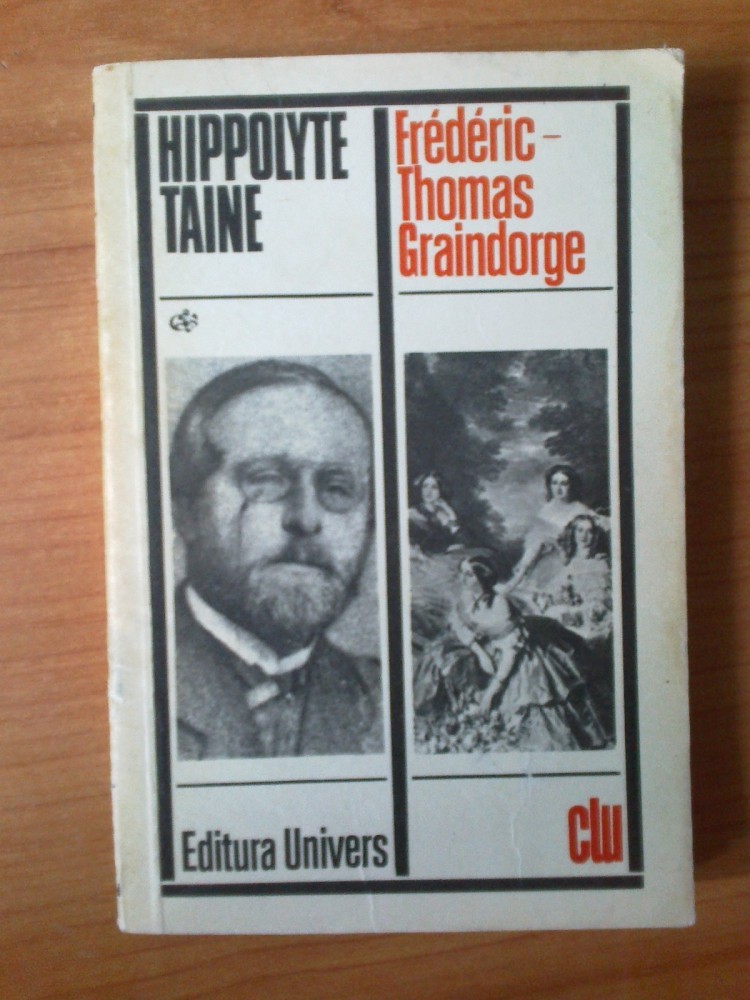 HIPPOLYTE
TAINE
Frédéric-
Thomas
Graindorge
Editura Univers
clu